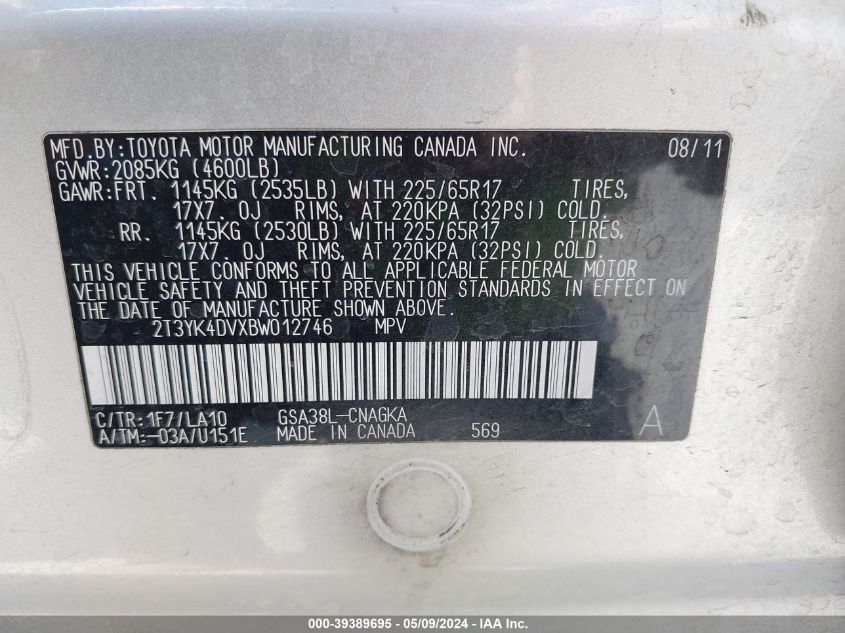 MFD.BY:TOYOTA MOTOR MANUFACTURING CANADA INC. 08/11
GVWR:2085KG (4600LB)
GAWR:FRT. 1145KG (2535LB) WITH 225/65R17 TIRES,
17X7.0J RIMS, AT 220KPA (32PSI) COLD.
RR. 1145KG (2530LB) WITH 225/65R17 TIRES,
17X7.0J RIMS, AT 220KPA (32PSI) COLD.
THIS VEHICLE CONFORMS TO ALL APPLICABLE FEDERAL MOTOR
VEHICLE SAFETY AND THEFT PREVENTION STANDARDS IN EFFECT ON
THE DATE OF MANUFACTURE SHOWN ABOVE.
2T3YK4DVXBW012746 MPV
C/TR:1F7/LA10 GSA38L-CNAGKA
A/TM:-03A/U151E MADE IN CANADA 569 A
000-39389695 - 05/09/2024 - IAA Inc.